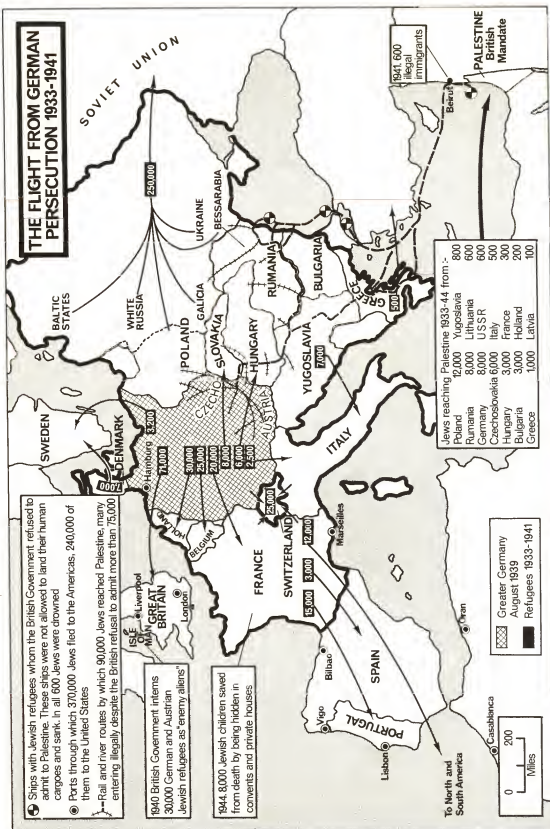 THE FLIGHT FROM GERMAN
PERSECUTION 1933-1941
Ships with Jewish refugees whom the British Government refused to
admit to Palestine. These ships were not allowed to land their human
cargoes and sank. In all 600 Jews were drowned
Ports through which 370,000 Jews fled to the Americas, 240,000 of
them to the United States
Rail and river routes by which 90,000 Jews reached Palestine, many
entering illegally despite the British refusal to admit more than 75,000
1940 British Government interns
30,000 German and Austrian
Jewish refugees as "enemy aliens"
1944. 8,000 Jewish children saved
from death by being hidden in
convents and private houses
1941. 600
illegal
immigrants
PALESTINE
British
Mandate
Beirut
SOVIET UNION
250,000
BALTIC
STATES
WHITE
RUSSIA
UKRAINE
BESSARABIA
GALICIA
POLAND
SWEDEN
DENMARK
7,000
3,200
Hamburg
71,000
30,000
25,000
20,000
8,000
6,000
2,500
CZECHO
SLOVAKIA
HUNGARY
AUSTRIA
RUMANIA
BULGARIA
YUGOSLAVIA
7,000
GREECE
500
ITALY
HOLLAND
BELGIUM
FRANCE
SWITZERLAND
25,000
12,000
3,000
15,000
Marseilles
ISLE
OF
MAN
Liverpool
GREAT
BRITAIN
London
SPAIN
PORTUGAL
Bilbao
Vigo
Lisbon
Oran
Casablanca
To North and
South America
Jews reaching Palestine 1933-44 from :-
Poland 12,000 Yugoslavia 800
Rumania 8,000 Lithuania 600
Germany 8,000 USSR 600
Czechoslovakia 6,000 Italy 500
Hungary 3,000 France 300
Bulgaria 3,000 Holland 200
Greece 1,000 Latvia 100
Greater Germany
August 1939
Refugees 1933-1941
0 200
Miles